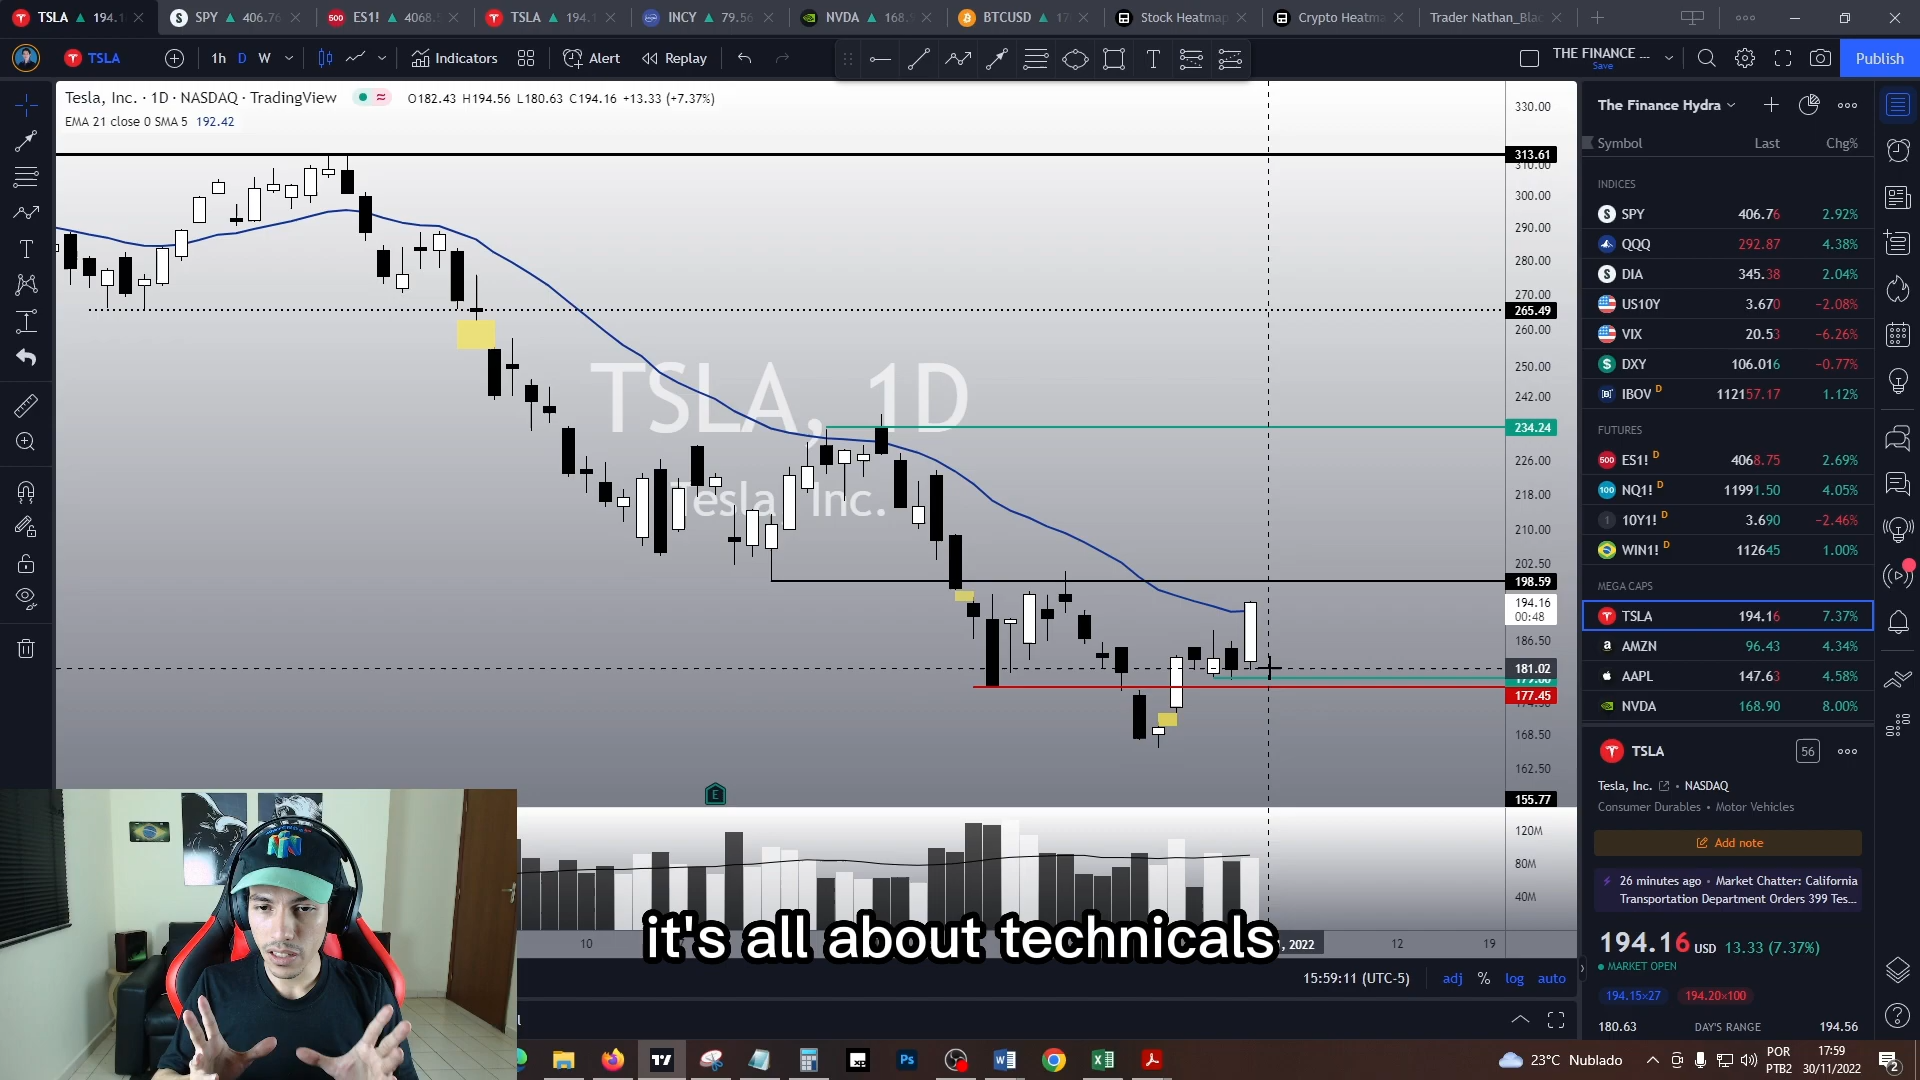 TSLA ▲ 194.1
SPY ▲ 406.76
500 ES1! ▲ 4068.5
TSLA ▲ 194.1
INCY ▲ 79.56
NVDA ▲ 168.
BTCUSD ▲ 17
Stock Heatmap
Crypto Heatma
Trader Nathan_Bla
TSLA
1h D W
Indicators
Alert
Replay
THE FINANCE ...
Save
Publish
Tesla, Inc. · 1D · NASDAQ · TradingView
O182.43 H194.56 L180.63 C194.16 +13.33 (+7.37%)
EMA 21 close 0 SMA 5 192.42
TSLA, 1D
Tesla Inc.
330.00
313.61
310.00
300.00
290.00
280.00
270.00
265.49
260.00
250.00
242.00
234.24
226.00
218.00
210.00
202.50
198.59
194.16
00:48
186.50
181.02
177.45
168.50
162.50
155.77
120M
80M
40M
E
10
, 2022
12
19
it's all about technicals
15:59:11 (UTC-5)
adj % log auto
The Finance Hydra
Symbol Last Chg%
INDICES
SPY 406.76 2.92%
QQQ 292.87 4.38%
DIA 345.38 2.04%
US10Y 3.670 −2.08%
VIX 20.53 −6.26%
DXY 106.016 −0.77%
IBOV D 112157.17 1.12%
FUTURES
500 ES1! D 4068.75 2.69%
100 NQ1! D 11991.50 4.05%
10Y1! D 3.690 −2.46%
WIN1! D 112645 1.00%
MEGA CAPS
TSLA 194.16 7.37%
AMZN 96.43 4.34%
AAPL 147.63 4.58%
NVDA 168.90 8.00%
TSLA
56
Tesla, Inc. • NASDAQ
Consumer Durables • Motor Vehicles
Add note
26 minutes ago • Market Chatter: California
Transportation Department Orders 399 Tes...
194.16 USD 13.33 (7.37%)
MARKET OPEN
194.15×27 194.20×100
180.63 DAY'S RANGE 194.56
Ps
23°C Nublado
POR
PTB2
17:59
30/11/2022
2